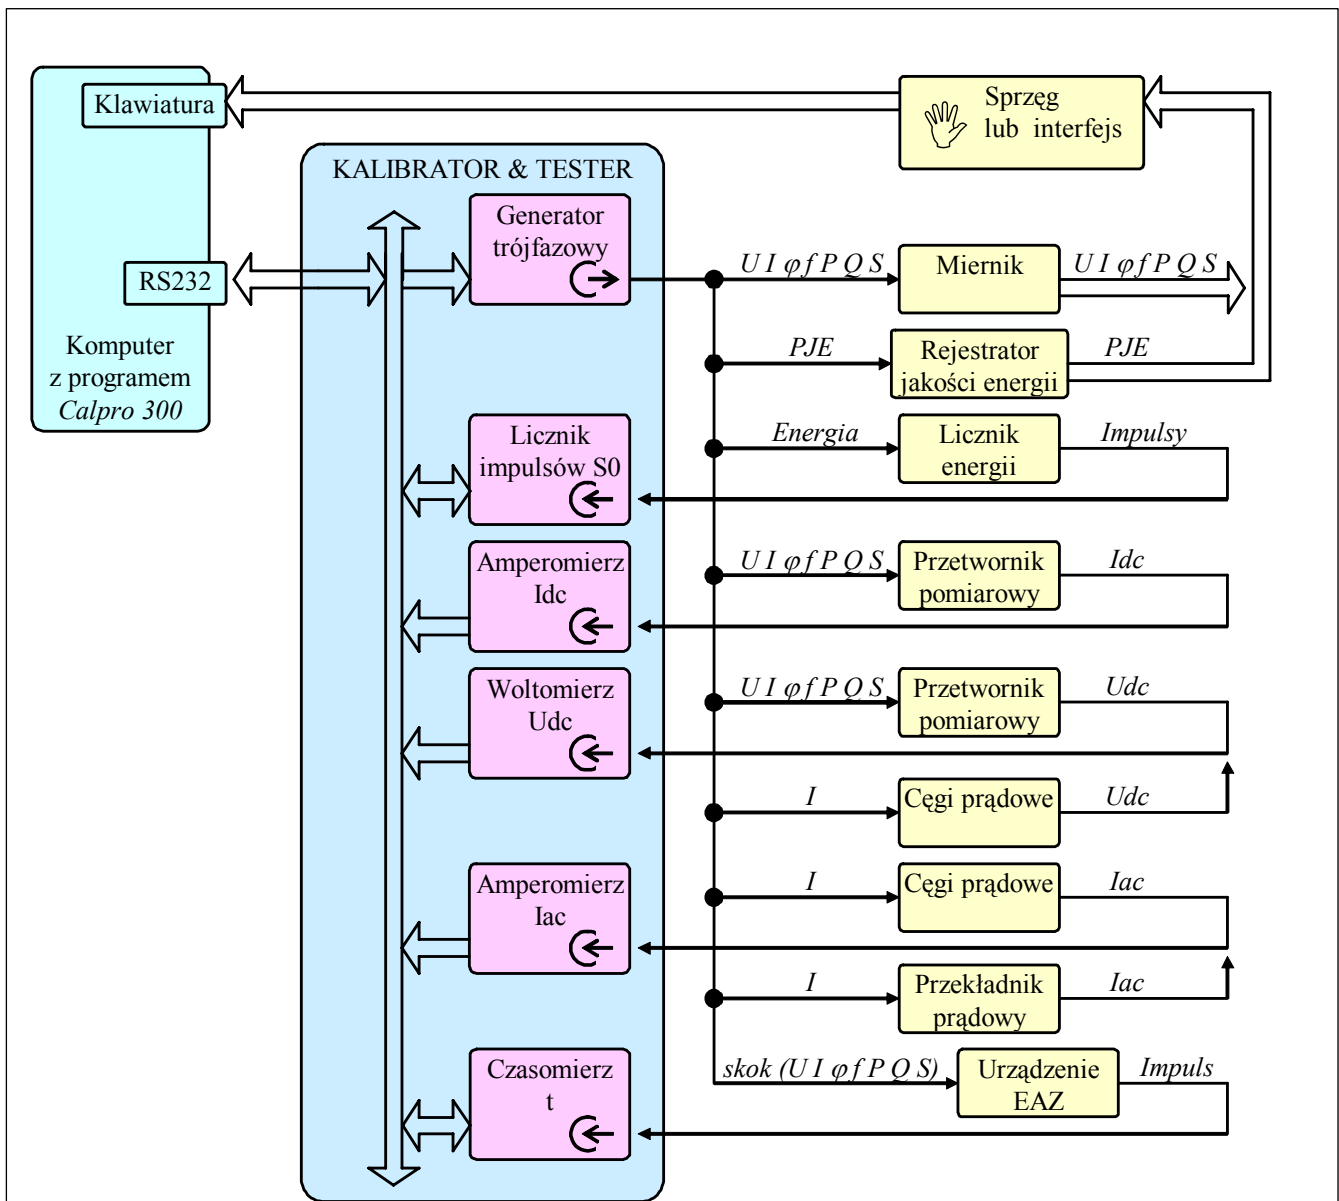 Klawiatura
Sprzęg
lub interfejs
KALIBRATOR & TESTER
Generator
trójfazowy
RS232
U I φ f P Q S
Miernik
U I φ f P Q S
Komputer
z programem
Calpro 300
PJE
Rejestrator
jakości energii
PJE
Licznik
impulsów S0
Energia
Licznik
energii
Impulsy
Amperomierz
Idc
U I φ f P Q S
Przetwornik
pomiarowy
Idc
Woltomierz
Udc
U I φ f P Q S
Przetwornik
pomiarowy
Udc
I
Cęgi prądowe
Udc
Amperomierz
Iac
I
Cęgi prądowe
Iac
I
Przekładnik
prądowy
Iac
Czasomierz
t
skok (U I φ f P Q S)
Urządzenie
EAZ
Impuls